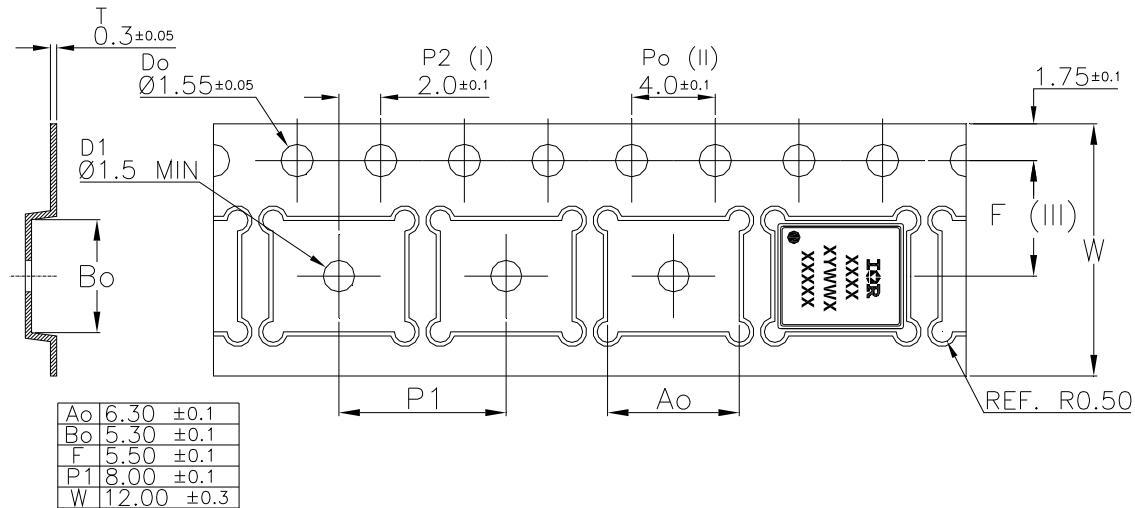 T
0.3±0.05
Do
Ø1.55±0.05
P2 (I)
2.0±0.1
Po (II)
4.0±0.1
1.75±0.1
D1
Ø1.5 MIN
F (III)
W
Bo
IOR
XXXX
XYWWX
XXXXX
P1
Ao
REF. R0.50
Ao 6.30 ±0.1
Bo 5.30 ±0.1
F 5.50 ±0.1
P1 8.00 ±0.1
W 12.00 ±0.3